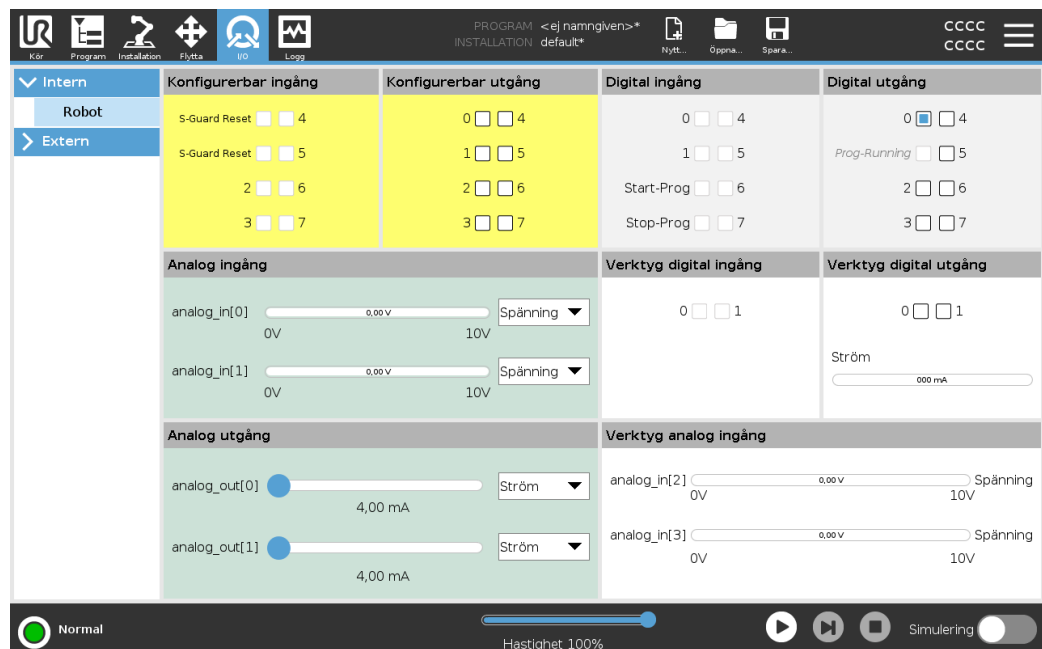 PROGRAM <ej namngiven>*
INSTALLATION default*
CCCC
CCCC
Kör Program Installation Flytta I/O Logg Nytt... Öppna... Spara...
Intern
Robot
Extern
Konfigurerbar ingång
S-Guard Reset 4
S-Guard Reset 5
2 6
3 7
Konfigurerbar utgång
0 4
1 5
2 6
3 7
Digital ingång
0 4
1 5
Start-Prog 6
Stop-Prog 7
Digital utgång
0 4
Prog-Running 5
2 6
3 7
Analog ingång
analog_in[0] 0,00 V Spänning
0V 10V
analog_in[1] 0,00 V Spänning
0V 10V
Verktyg digital ingång
0 1
Verktyg digital utgång
0 1
Ström
000 mA
Analog utgång
analog_out[0] Ström
4,00 mA
analog_out[1] Ström
4,00 mA
Verktyg analog ingång
analog_in[2] 0,00 V Spänning
0V 10V
analog_in[3] 0,00 V Spänning
0V 10V
Normal
Hastighet 100%
Simulering